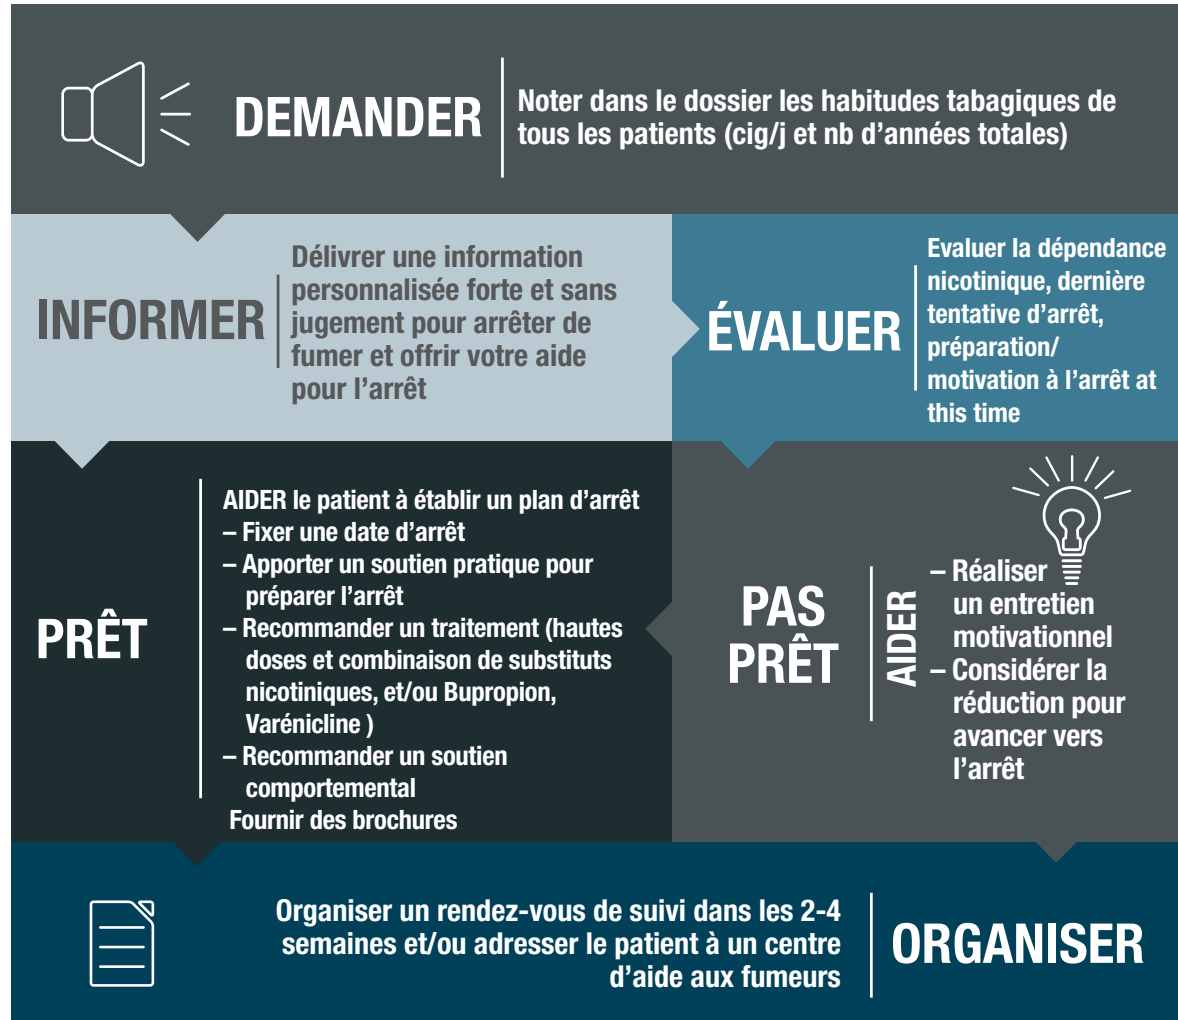 DEMANDER
Noter dans le dossier les habitudes tabagiques de
tous les patients (cig/j et nb d’années totales)
INFORMER
Délivrer une information
personnalisée forte et sans
jugement pour arrêter de
fumer et offrir votre aide
pour l’arrêt
ÉVALUER
Evaluer la dépendance
nicotinique, dernière
tentative d’arrêt,
préparation/
motivation à l’arrêt at
this time
PRÊT
AIDER le patient à établir un plan d’arrêt
– Fixer une date d’arrêt
– Apporter un soutien pratique pour
préparer l’arrêt
– Recommander un traitement (hautes
doses et combinaison de substituts
nicotiniques, et/ou Bupropion,
Varénicline )
– Recommander un soutien
comportemental
Fournir des brochures
PAS
PRÊT
AIDER
– Réaliser
un entretien
motivationnel
– Considérer la
réduction pour
avancer vers
l’arrêt
Organiser un rendez-vous de suivi dans les 2-4
semaines et/ou adresser le patient à un centre
d’aide aux fumeurs
ORGANISER